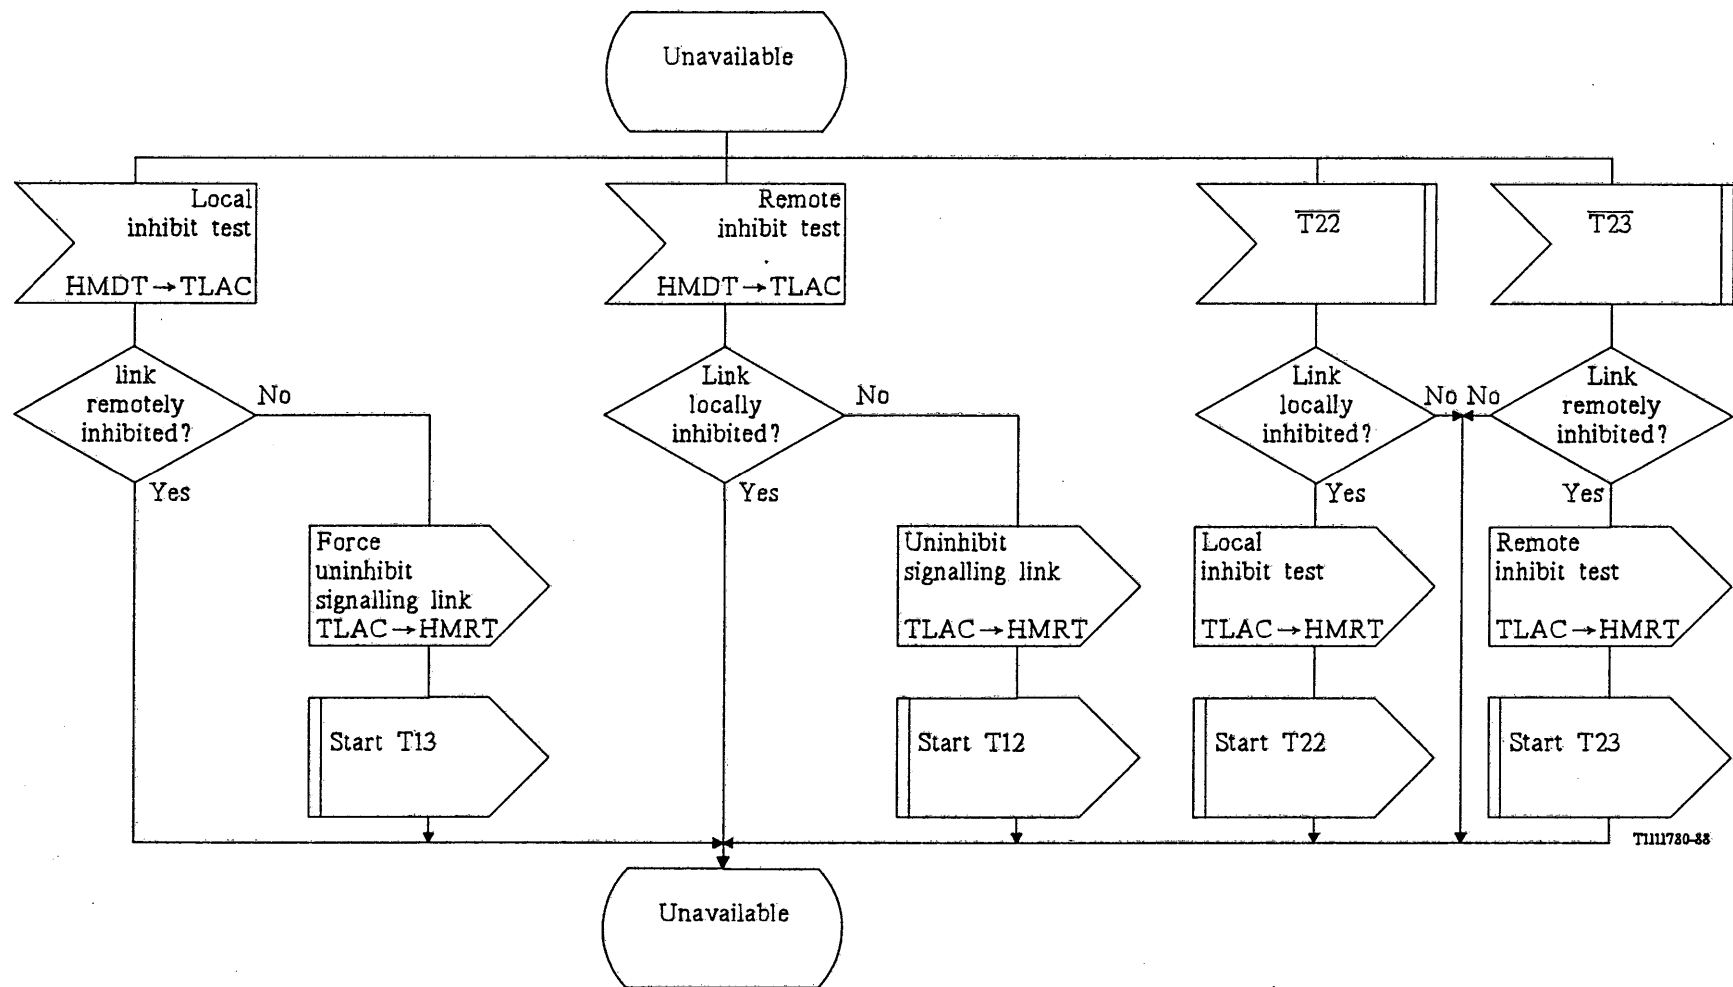 Unavailable
Local
inhibit test
HMDT→TLAC
Remote
inhibit test
HMDT→TLAC
T22
T23
link
remotely
inhibited?
No
Yes
Link
locally
inhibited?
No
Yes
Link
locally
inhibited?
No
Yes
No
Link
remotely
inhibited?
Yes
Force
uninhibit
signalling link
TLAC→HMRT
Uninhibit
signalling link
TLAC→HMRT
Local
inhibit test
TLAC→HMRT
Remote
inhibit test
TLAC→HMRT
Start T13
Start T12
Start T22
Start T23
T1111780-88
Unavailable